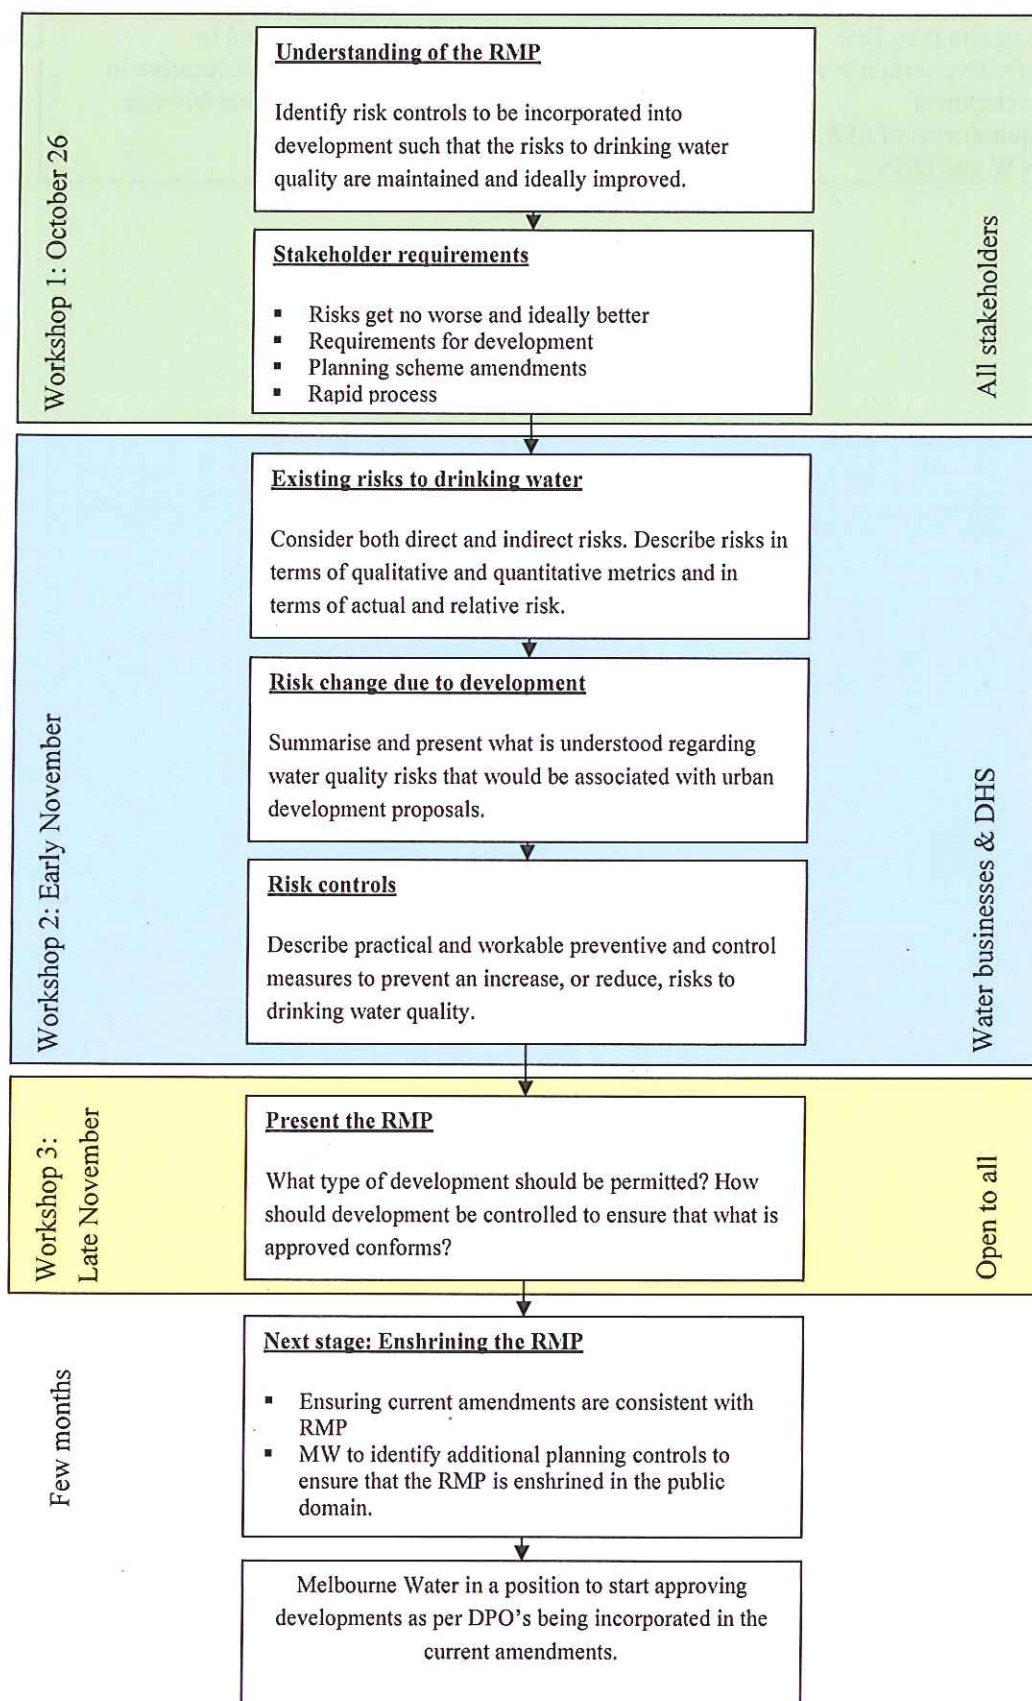 Understanding of the RMP
Identify risk controls to be incorporated into
development such that the risks to drinking water
quality are maintained and ideally improved.
Workshop 1: October 26
All stakeholders
Stakeholder requirements
▪ Risks get no worse and ideally better
▪ Requirements for development
▪ Planning scheme amendments
▪ Rapid process
Existing risks to drinking water
Consider both direct and indirect risks. Describe risks in
terms of qualitative and quantitative metrics and in
terms of actual and relative risk.
Workshop 2: Early November
Water businesses & DHS
Risk change due to development
Summarise and present what is understood regarding
water quality risks that would be associated with urban
development proposals.
Risk controls
Describe practical and workable preventive and control
measures to prevent an increase, or reduce, risks to
drinking water quality.
Workshop 3:
Late November
Open to all
Present the RMP
What type of development should be permitted? How
should development be controlled to ensure that what is
approved conforms?
Few months
Next stage: Enshrining the RMP
▪ Ensuring current amendments are consistent with
RMP
▪ MW to identify additional planning controls to
ensure that the RMP is enshrined in the public
domain.
Melbourne Water in a position to start approving
developments as per DPO's being incorporated in the
current amendments.